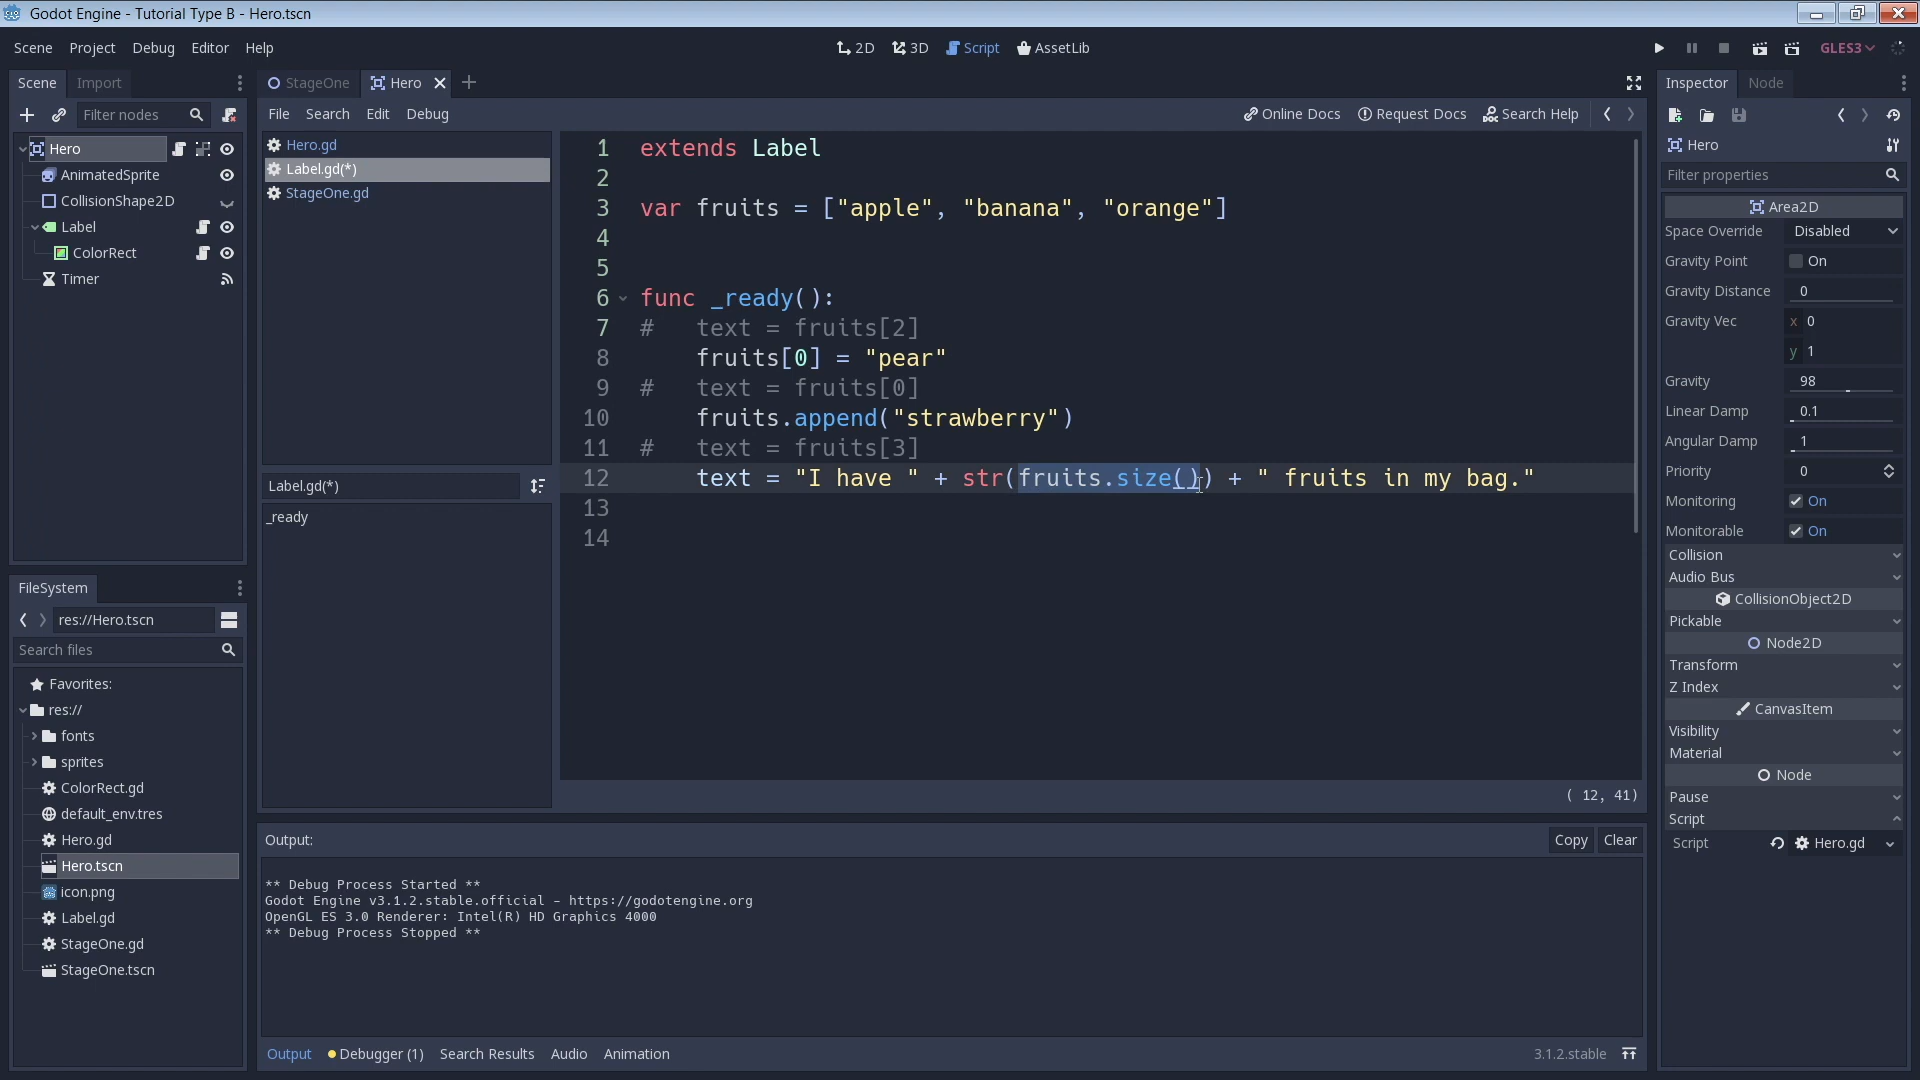 Godot Engine - Tutorial Type B - Hero.tscn
Scene Project Debug Editor Help
2D 3D Script AssetLib
GLES3
Scene Import
Filter nodes
Hero
AnimatedSprite
CollisionShape2D
Label
ColorRect
Timer
FileSystem
res://Hero.tscn
Search files
Favorites:
res://
fonts
sprites
ColorRect.gd
default_env.tres
Hero.gd
Hero.tscn
icon.png
Label.gd
StageOne.gd
StageOne.tscn
StageOne Hero
File Search Edit Debug
Online Docs Request Docs Search Help
Hero.gd
Label.gd(*)
StageOne.gd
Label.gd(*)
_ready
1 extends Label
2
3 var fruits = ["apple", "banana", "orange"]
4
5
6 func _ready():
7 # text = fruits[2]
8 fruits[0] = "pear"
9 # text = fruits[0]
10 fruits.append("strawberry")
11 # text = fruits[3]
12 text = "I have " + str(fruits.size()) + " fruits in my bag."
13
14
( 12, 41)
Output:
Copy Clear
** Debug Process Started **
Godot Engine v3.1.2.stable.official - https://godotengine.org
OpenGL ES 3.0 Renderer: Intel(R) HD Graphics 4000
** Debug Process Stopped **
Output Debugger (1) Search Results Audio Animation
3.1.2.stable
Inspector Node
Hero
Filter properties
Area2D
Space Override Disabled
Gravity Point On
Gravity Distance 0
Gravity Vec x 0
y 1
Gravity 98
Linear Damp 0.1
Angular Damp 1
Priority 0
Monitoring On
Monitorable On
Collision
Audio Bus
CollisionObject2D
Pickable
Node2D
Transform
Z Index
CanvasItem
Visibility
Material
Node
Pause
Script
Script Hero.gd